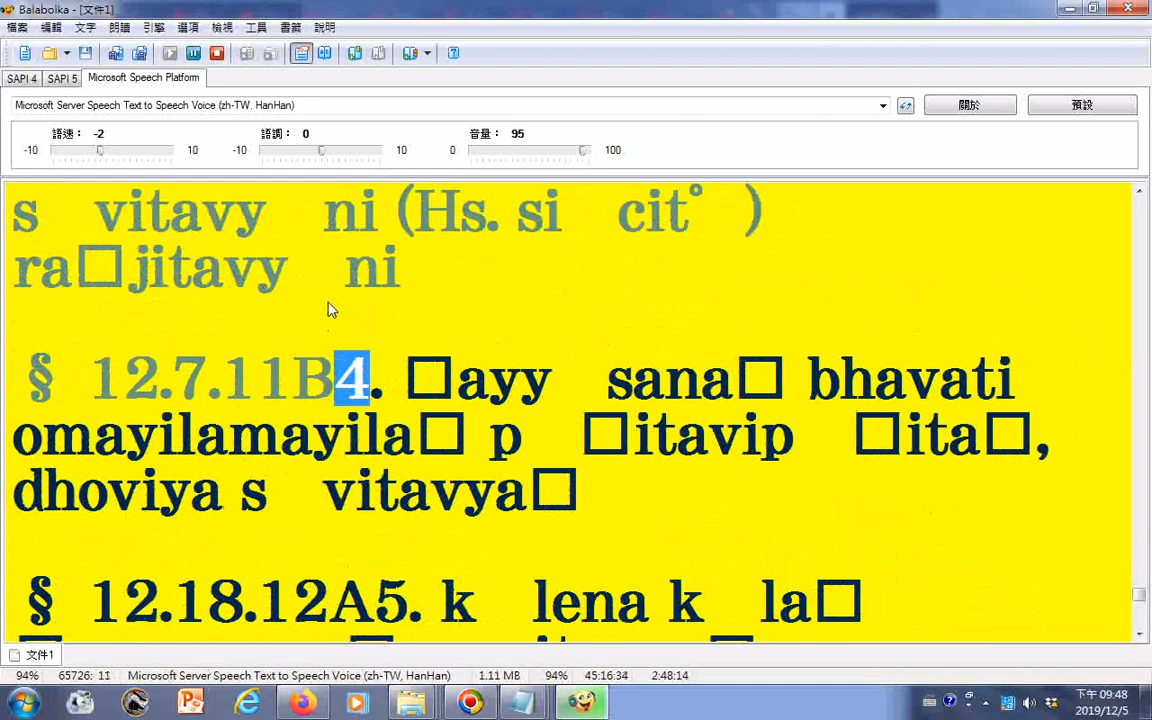 Balabolka - [文件1]
檔案 編輯 文字 朗讀 引擎 選項 檢視 工具 書籤 說明
SAPI 4 SAPI 5 Microsoft Speech Platform
Microsoft Server Speech Text to Speech Voice (zh-TW, HanHan) 關於 預設
語速： -2 語調： 0 音量： 95
-10 10 -10 10 0 100
s vitavy ni (Hs. si cit° )
ra□jitavy ni
§ 12.7.11B4. □ayy sana□ bhavati
omayilamayila□ p □itavip □ita□,
dhoviya s vitavya□
§ 12.18.12A5. k lena k la□
文件1
94% 65726: 11 Microsoft Server Speech Text to Speech Voice (zh-TW, HanHan) 1.11 MB 94% 45:16:34 2:48:14
下午 09:48
2019/12/5